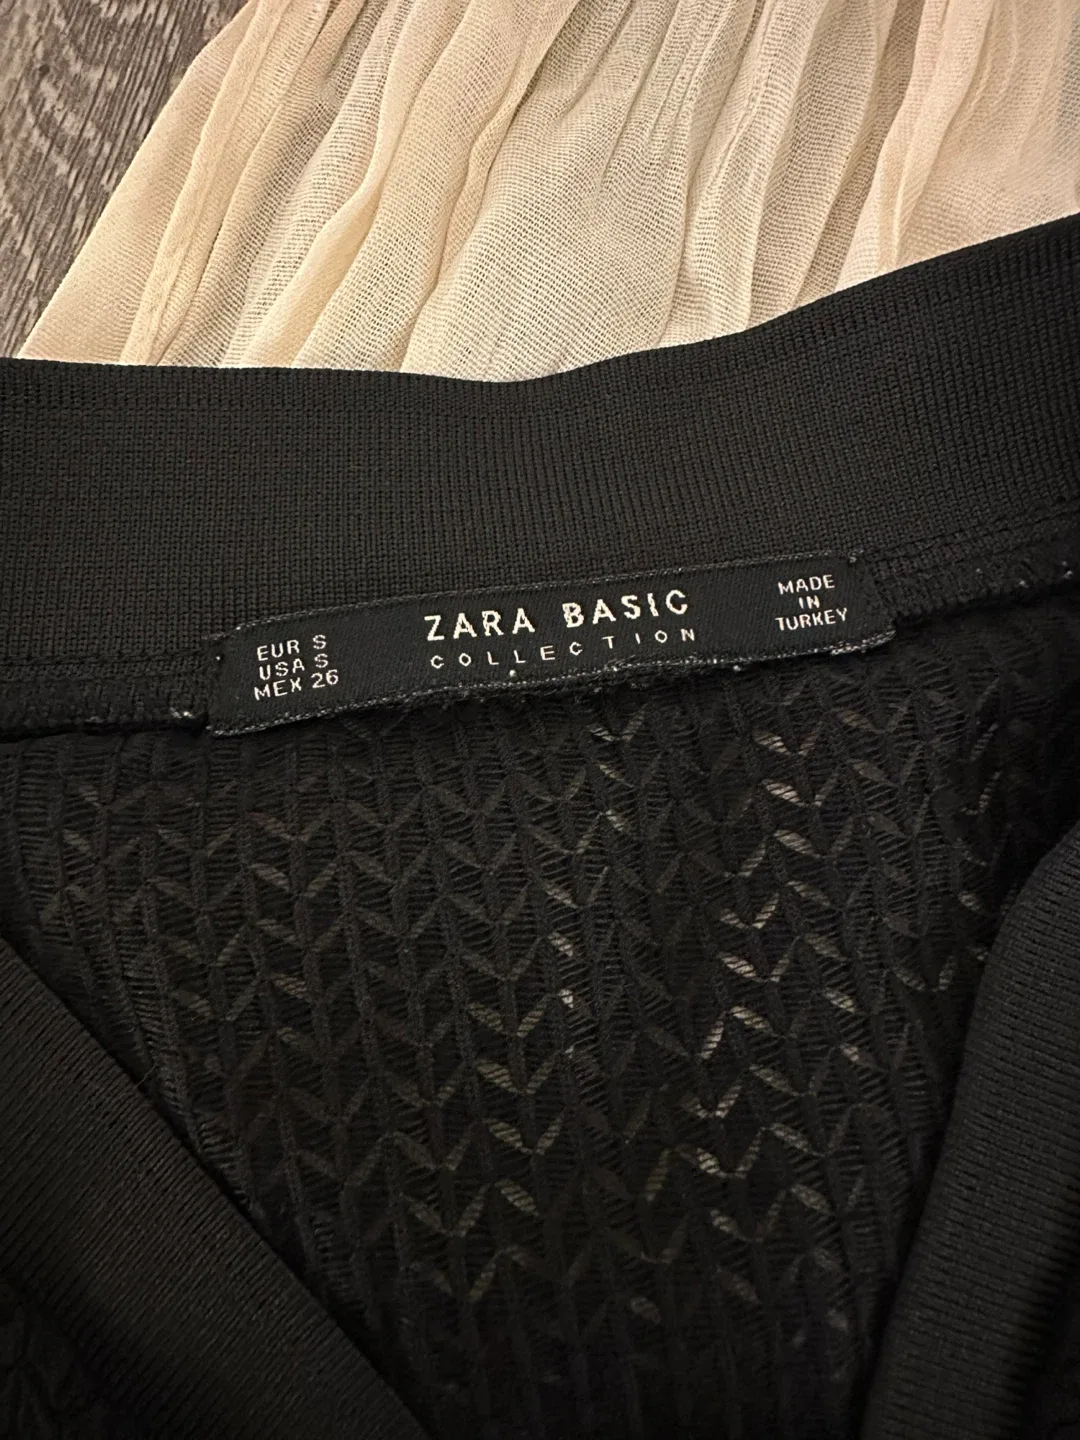 EUR S
USA S
MEX 26
ZARA BASIC
COLLECTION
MADE
IN
TURKEY